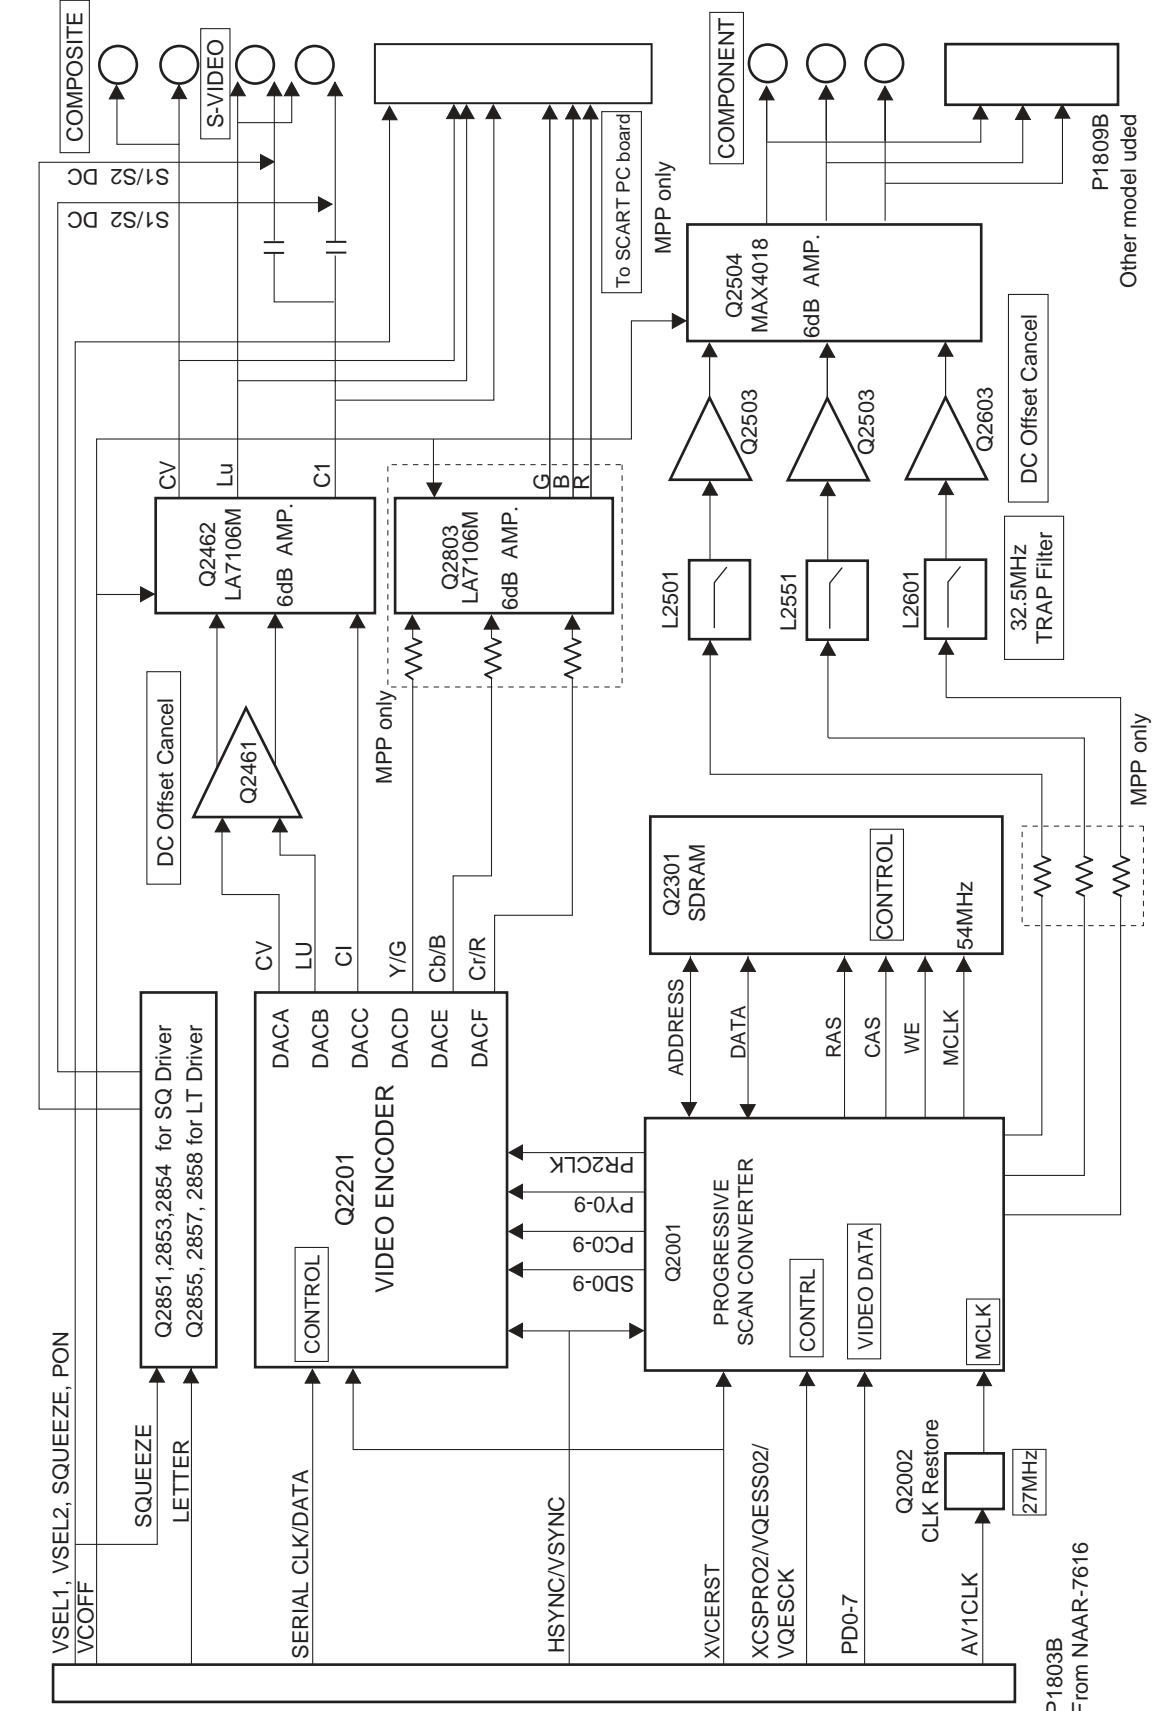 COMPOSITE
S-VIDEO
COMPONENT
S1/S2 DC
S1/S2 DC
To SCART PC board
MPP only
P1809B
Other model uded
CV
Lu
C1
Q2462
LA7106M
6dB AMP.
G
B
R
Q2803
LA7106M
6dB AMP.
Q2504
MAX4018
6dB AMP.
Q2503
Q2503
Q2603
DC Offset Cancel
L2501
L2551
L2601
32.5MHz
TRAP Filter
DC Offset Cancel
Q2461
MPP only
MPP only
CV
LU
CI
Y/G
Cb/B
Cr/R
Q2851,2853,2854 for SQ Driver
Q2855, 2857, 2858 for LT Driver
DACA
DACB
DACC
DACD
DACE
DACF
Q2201
VIDEO ENCODER
CONTROL
Q2301
SDRAM
CONTROL
54MHz
ADDRESS
DATA
RAS
CAS
WE
MCLK
PR2CLK
PY0-9
PC0-9
SD0-9
Q2001
PROGRESSIVE
SCAN CONVERTER
CONTRL
VIDEO DATA
MCLK
VSEL1, VSEL2, SQUEEZE, PON
VCOFF
SQUEEZE
LETTER
SERIAL CLK/DATA
HSYNC/VSYNC
XVCERST
XCSPRO2/VQESS02/
VQESCK
PD0-7
AV1CLK
Q2002
CLK Restore
27MHz
P1803B
From NAAR-7616